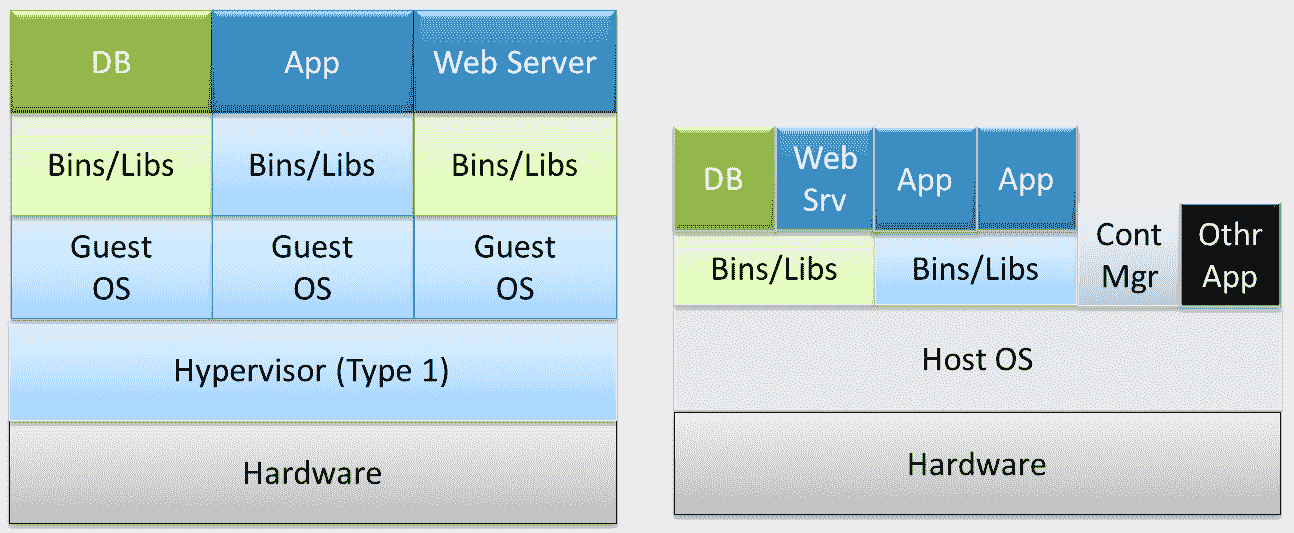 DB
App
Web Server
Bins/Libs
Bins/Libs
Bins/Libs
Guest
OS
Guest
OS
Guest
OS
Hypervisor (Type 1)
Hardware
DB
Web
Srv
App
App
Bins/Libs
Bins/Libs
Cont
Mgr
Othr
App
Host OS
Hardware